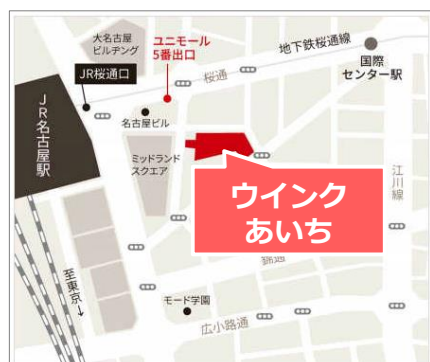 大名古屋
ビルヂング
ユニモール
5番出口
地下鉄桜通線
国際
センター駅
JR桜通口
桜通
JR名古屋駅
名古屋ビル
ミッドランド
スクエア
ウインク
あいち
江川線
錦通
至東京↓
モード学園
広小路通